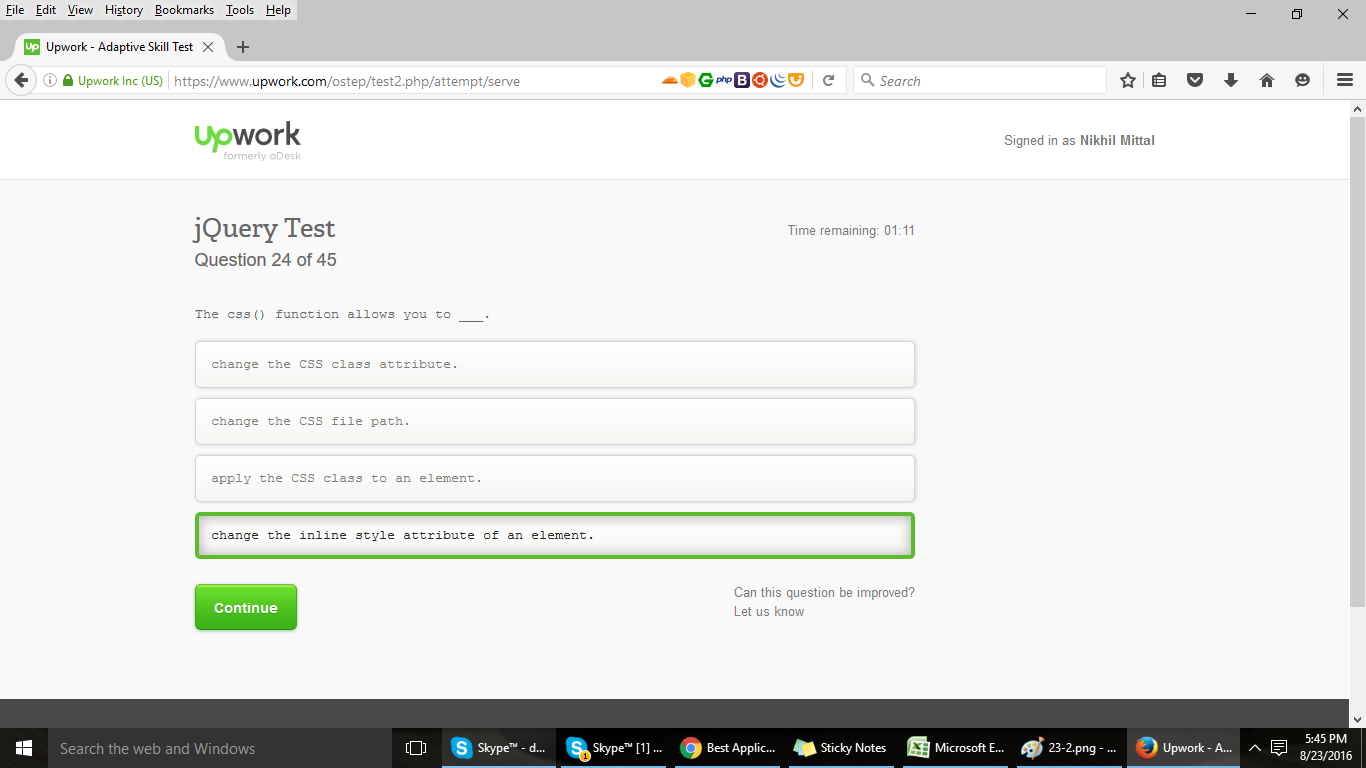 File Edit View History Bookmarks Tools Help
Upwork - Adaptive Skill Test
Upwork Inc (US) https://www.upwork.com/ostep/test2.php/attempt/serve
php B
Search
upwork
formerly oDesk
Signed in as Nikhil Mittal
jQuery Test
Time remaining: 01:11
Question 24 of 45
The css() function allows you to ___.
change the CSS class attribute.
change the CSS file path.
apply the CSS class to an element.
change the inline style attribute of an element.
Continue
Can this question be improved?
Let us know
Search the web and Windows
Skype™ - d...
Skype™ [1] ...
Best Applic...
Sticky Notes
Microsoft E...
23-2.png - ...
Upwork - A...
5:45 PM
8/23/2016